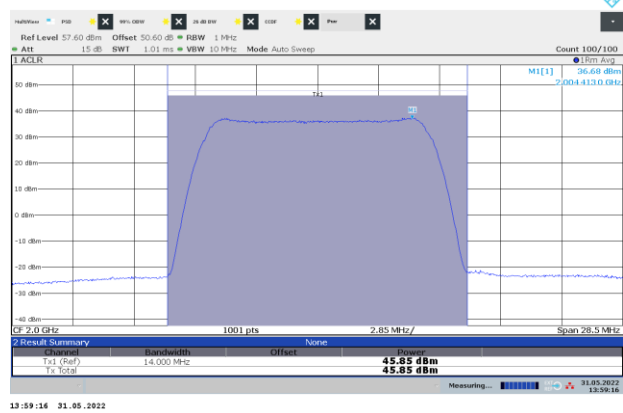 MultiView PSD X 99% OBW X 26 dB BW X CCDF X Pwr X
Ref Level 57.60 dBm Offset 50.60 dB RBW 1 MHz
Att 15 dB SWT 1.01 ms VBW 10 MHz Mode Auto Sweep Count 100/100
1 ACLR 1Rm Avg
M1[1] 36.68 dBm
2.004 413 0 GHz
50 dBm
Tx1
40 dBm
M1
30 dBm
20 dBm
10 dBm
0 dBm
-10 dBm
-20 dBm
-30 dBm
-40 dBm
CF 2.0 GHz 1001 pts 2.85 MHz/ Span 28.5 MHz
2 Result Summary None
Channel Bandwidth Offset Power
Tx1 (Ref) 14.000 MHz 45.85 dBm
Tx Total 45.85 dBm
Measuring... 31.05.2022
13:59:16
13:59:16 31.05.2022